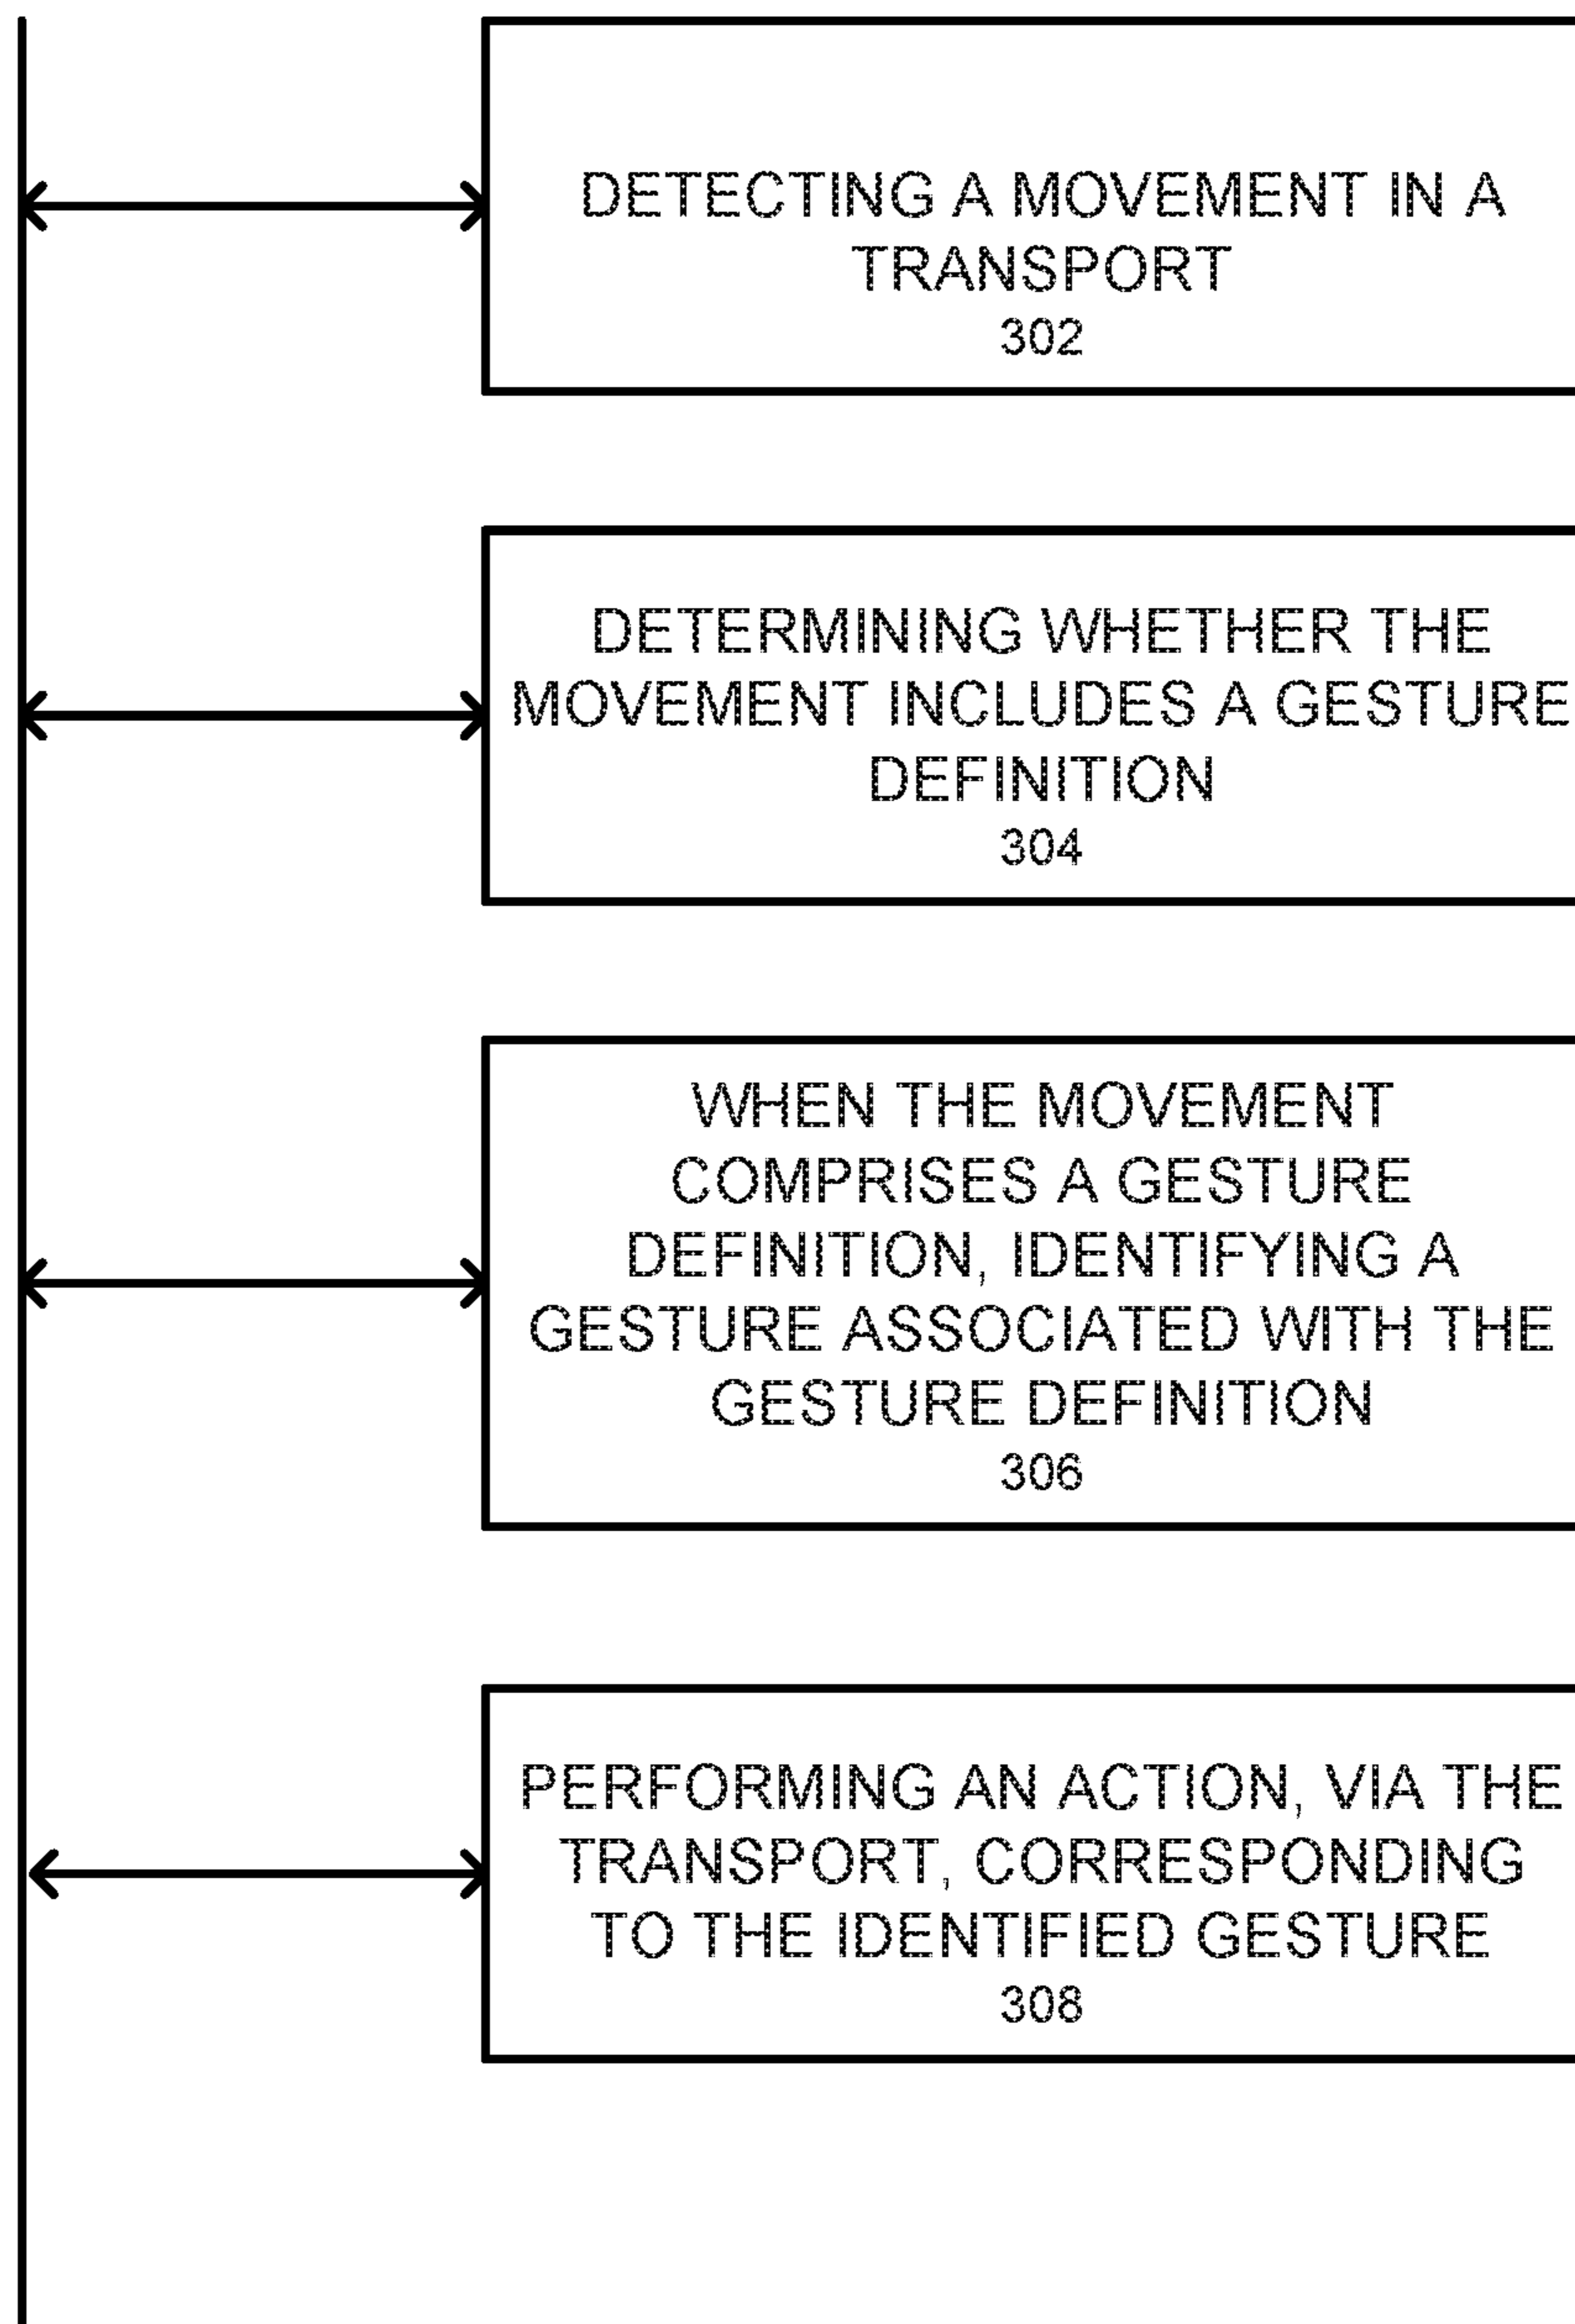 DETECTING A MOVEMENT IN A
TRANSPORT
302
DETERMINING WHETHER THE
MOVEMENT INCLUDES A GESTURE
DEFINITION
304
WHEN THE MOVEMENT
COMPRISES A GESTURE
DEFINITION, IDENTIFYING A
GESTURE ASSOCIATED WITH THE
GESTURE DEFINITION
306
PERFORMING AN ACTION, VIA THE
TRANSPORT, CORRESPONDING
TO THE IDENTIFIED GESTURE
308